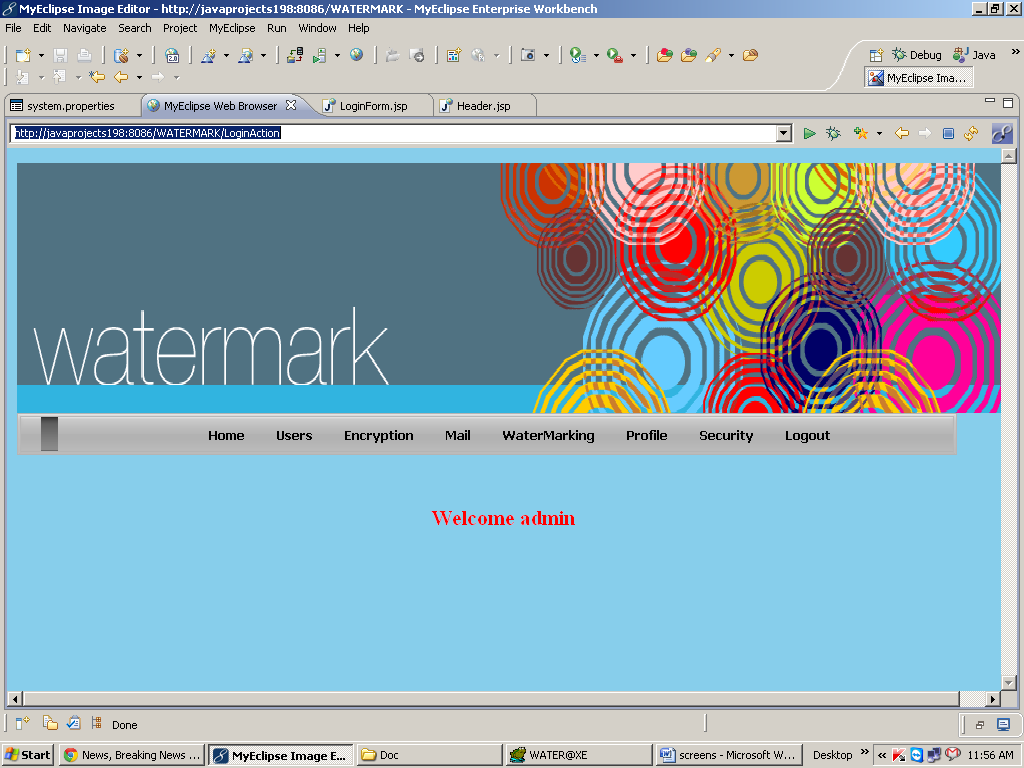 MyEclipse Image Editor - http://javaprojects198:8086/WATERMARK - MyEclipse Enterprise Workbench
File Edit Navigate Search Project MyEclipse Run Window Help
2.0
Debug Java »
MyEclipse Ima...
system.properties MyEclipse Web Browser LoginForm.jsp Header.jsp
http://javaprojects198:8086/WATERMARK/LoginAction
watermark
Home Users Encryption Mail WaterMarking Profile Security Logout
Welcome admin
Done
Start News, Breaking News ... MyEclipse Image E... Doc WATER@XE screens - Microsoft W... Desktop » « 11:56 AM